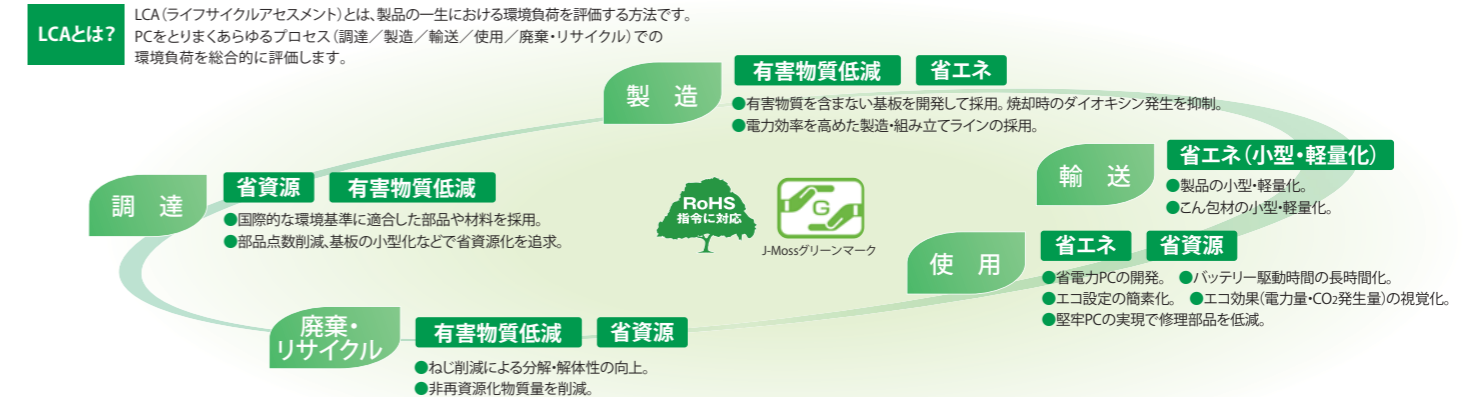 LCAとは?
LCA(ライフサイクルアセスメント)とは、製品の一生における環境負荷を評価する方法です。
PCをとりまくあらゆるプロセス(調達／製造／輸送／使用／廃棄・リサイクル)での
環境負荷を総合的に評価します。
製造
有害物質低減 省エネ
●有害物質を含まない基板を開発して採用。焼却時のダイオキシン発生を抑制。
●電力効率を高めた製造・組み立てラインの採用。
輸送
省エネ(小型・軽量化)
●製品の小型・軽量化。
●こん包材の小型・軽量化。
調達
省資源 有害物質低減
●国際的な環境基準に適合した部品や材料を採用。
●部品点数削減、基板の小型化などで省資源化を追求。
RoHS
指令に対応
G
J-Mossグリーンマーク
使用
省エネ 省資源
●省電力PCの開発。 ●バッテリー駆動時間の長時間化。
●エコ設定の簡素化。 ●エコ効果(電力量・CO2発生量)の視覚化。
●堅牢PCの実現で修理部品を低減。
廃棄・
リサイクル
有害物質低減 省資源
●ねじ削減による分解・解体性の向上。
●非再資源化物質量を削減。